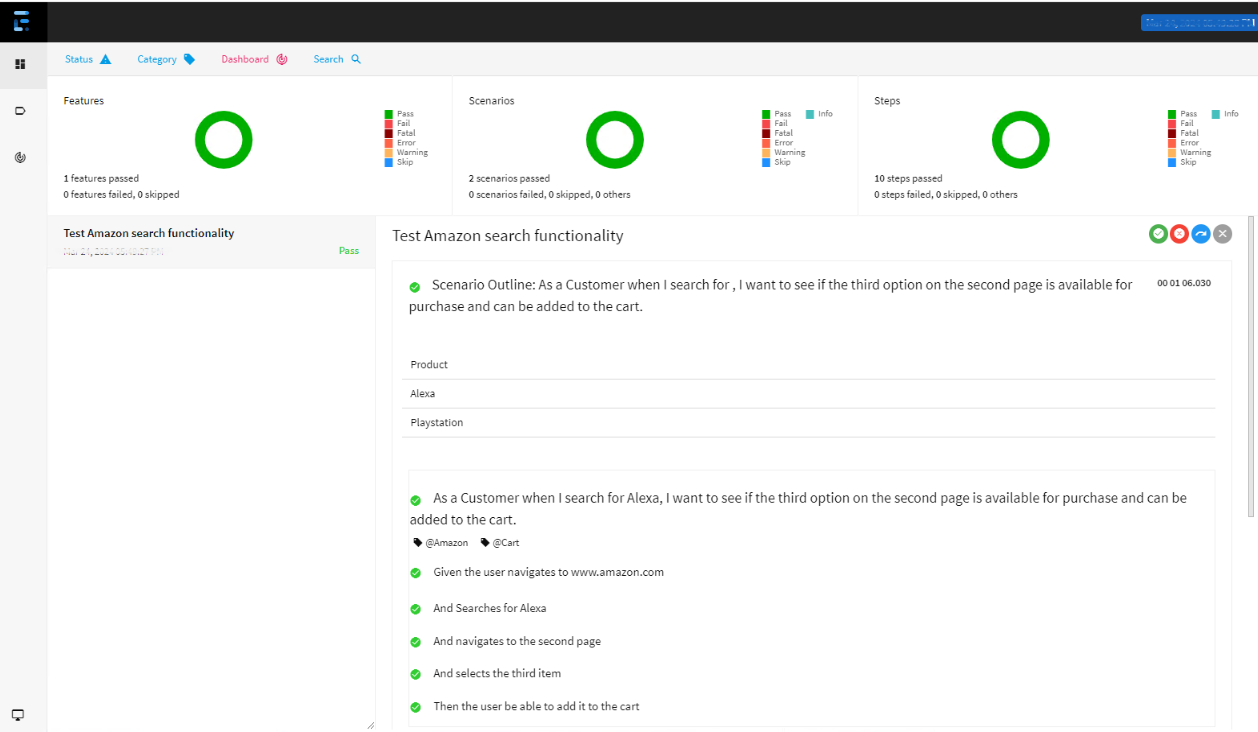 Status
Category
Dashboard
Search
Features
Pass
Fail
Fatal
Error
Warning
Skip
1 features passed
0 features failed, 0 skipped
Scenarios
Pass
Info
Fail
Fatal
Error
Warning
Skip
2 scenarios passed
0 scenarios failed, 0 skipped, 0 others
Steps
Pass
Info
Fail
Fatal
Error
Warning
Skip
10 steps passed
0 steps failed, 0 skipped, 0 others
Test Amazon search functionality
Pass
Test Amazon search functionality
Scenario Outline: As a Customer when I search for , I want to see if the third option on the second page is available for
00 01 06.030
purchase and can be added to the cart.
Product
Alexa
Playstation
As a Customer when I search for Alexa, I want to see if the third option on the second page is available for purchase and can be
added to the cart.
@Amazon @Cart
Given the user navigates to www.amazon.com
And Searches for Alexa
And navigates to the second page
And selects the third item
Then the user be able to add it to the cart